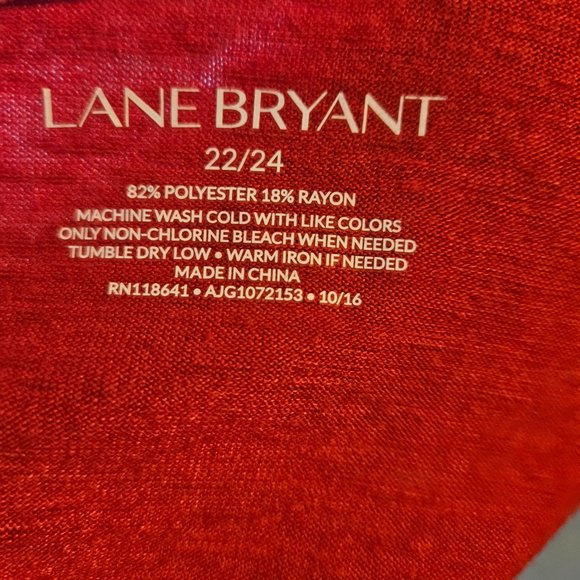 LANE BRYANT
22/24
82% POLYESTER 18% RAYON
MACHINE WASH COLD WITH LIKE COLORS
ONLY NON-CHLORINE BLEACH WHEN NEEDED
TUMBLE DRY LOW • WARM IRON IF NEEDED
MADE IN CHINA
RN118641 • AJG1072153 • 10/16